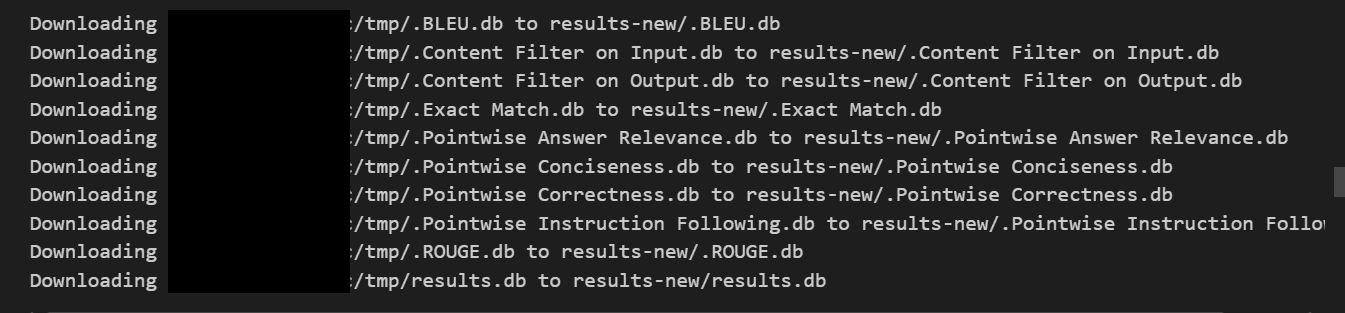 Downloading :/tmp/.BLEU.db to results-new/.BLEU.db
Downloading :/tmp/.Content Filter on Input.db to results-new/.Content Filter on Input.db
Downloading :/tmp/.Content Filter on Output.db to results-new/.Content Filter on Output.db
Downloading :/tmp/.Exact Match.db to results-new/.Exact Match.db
Downloading :/tmp/.Pointwise Answer Relevance.db to results-new/.Pointwise Answer Relevance.db
Downloading :/tmp/.Pointwise Conciseness.db to results-new/.Pointwise Conciseness.db
Downloading :/tmp/.Pointwise Correctness.db to results-new/.Pointwise Correctness.db
Downloading :/tmp/.Pointwise Instruction Following.db to results-new/.Pointwise Instruction Follo
Downloading :/tmp/.ROUGE.db to results-new/.ROUGE.db
Downloading :/tmp/results.db to results-new/results.db